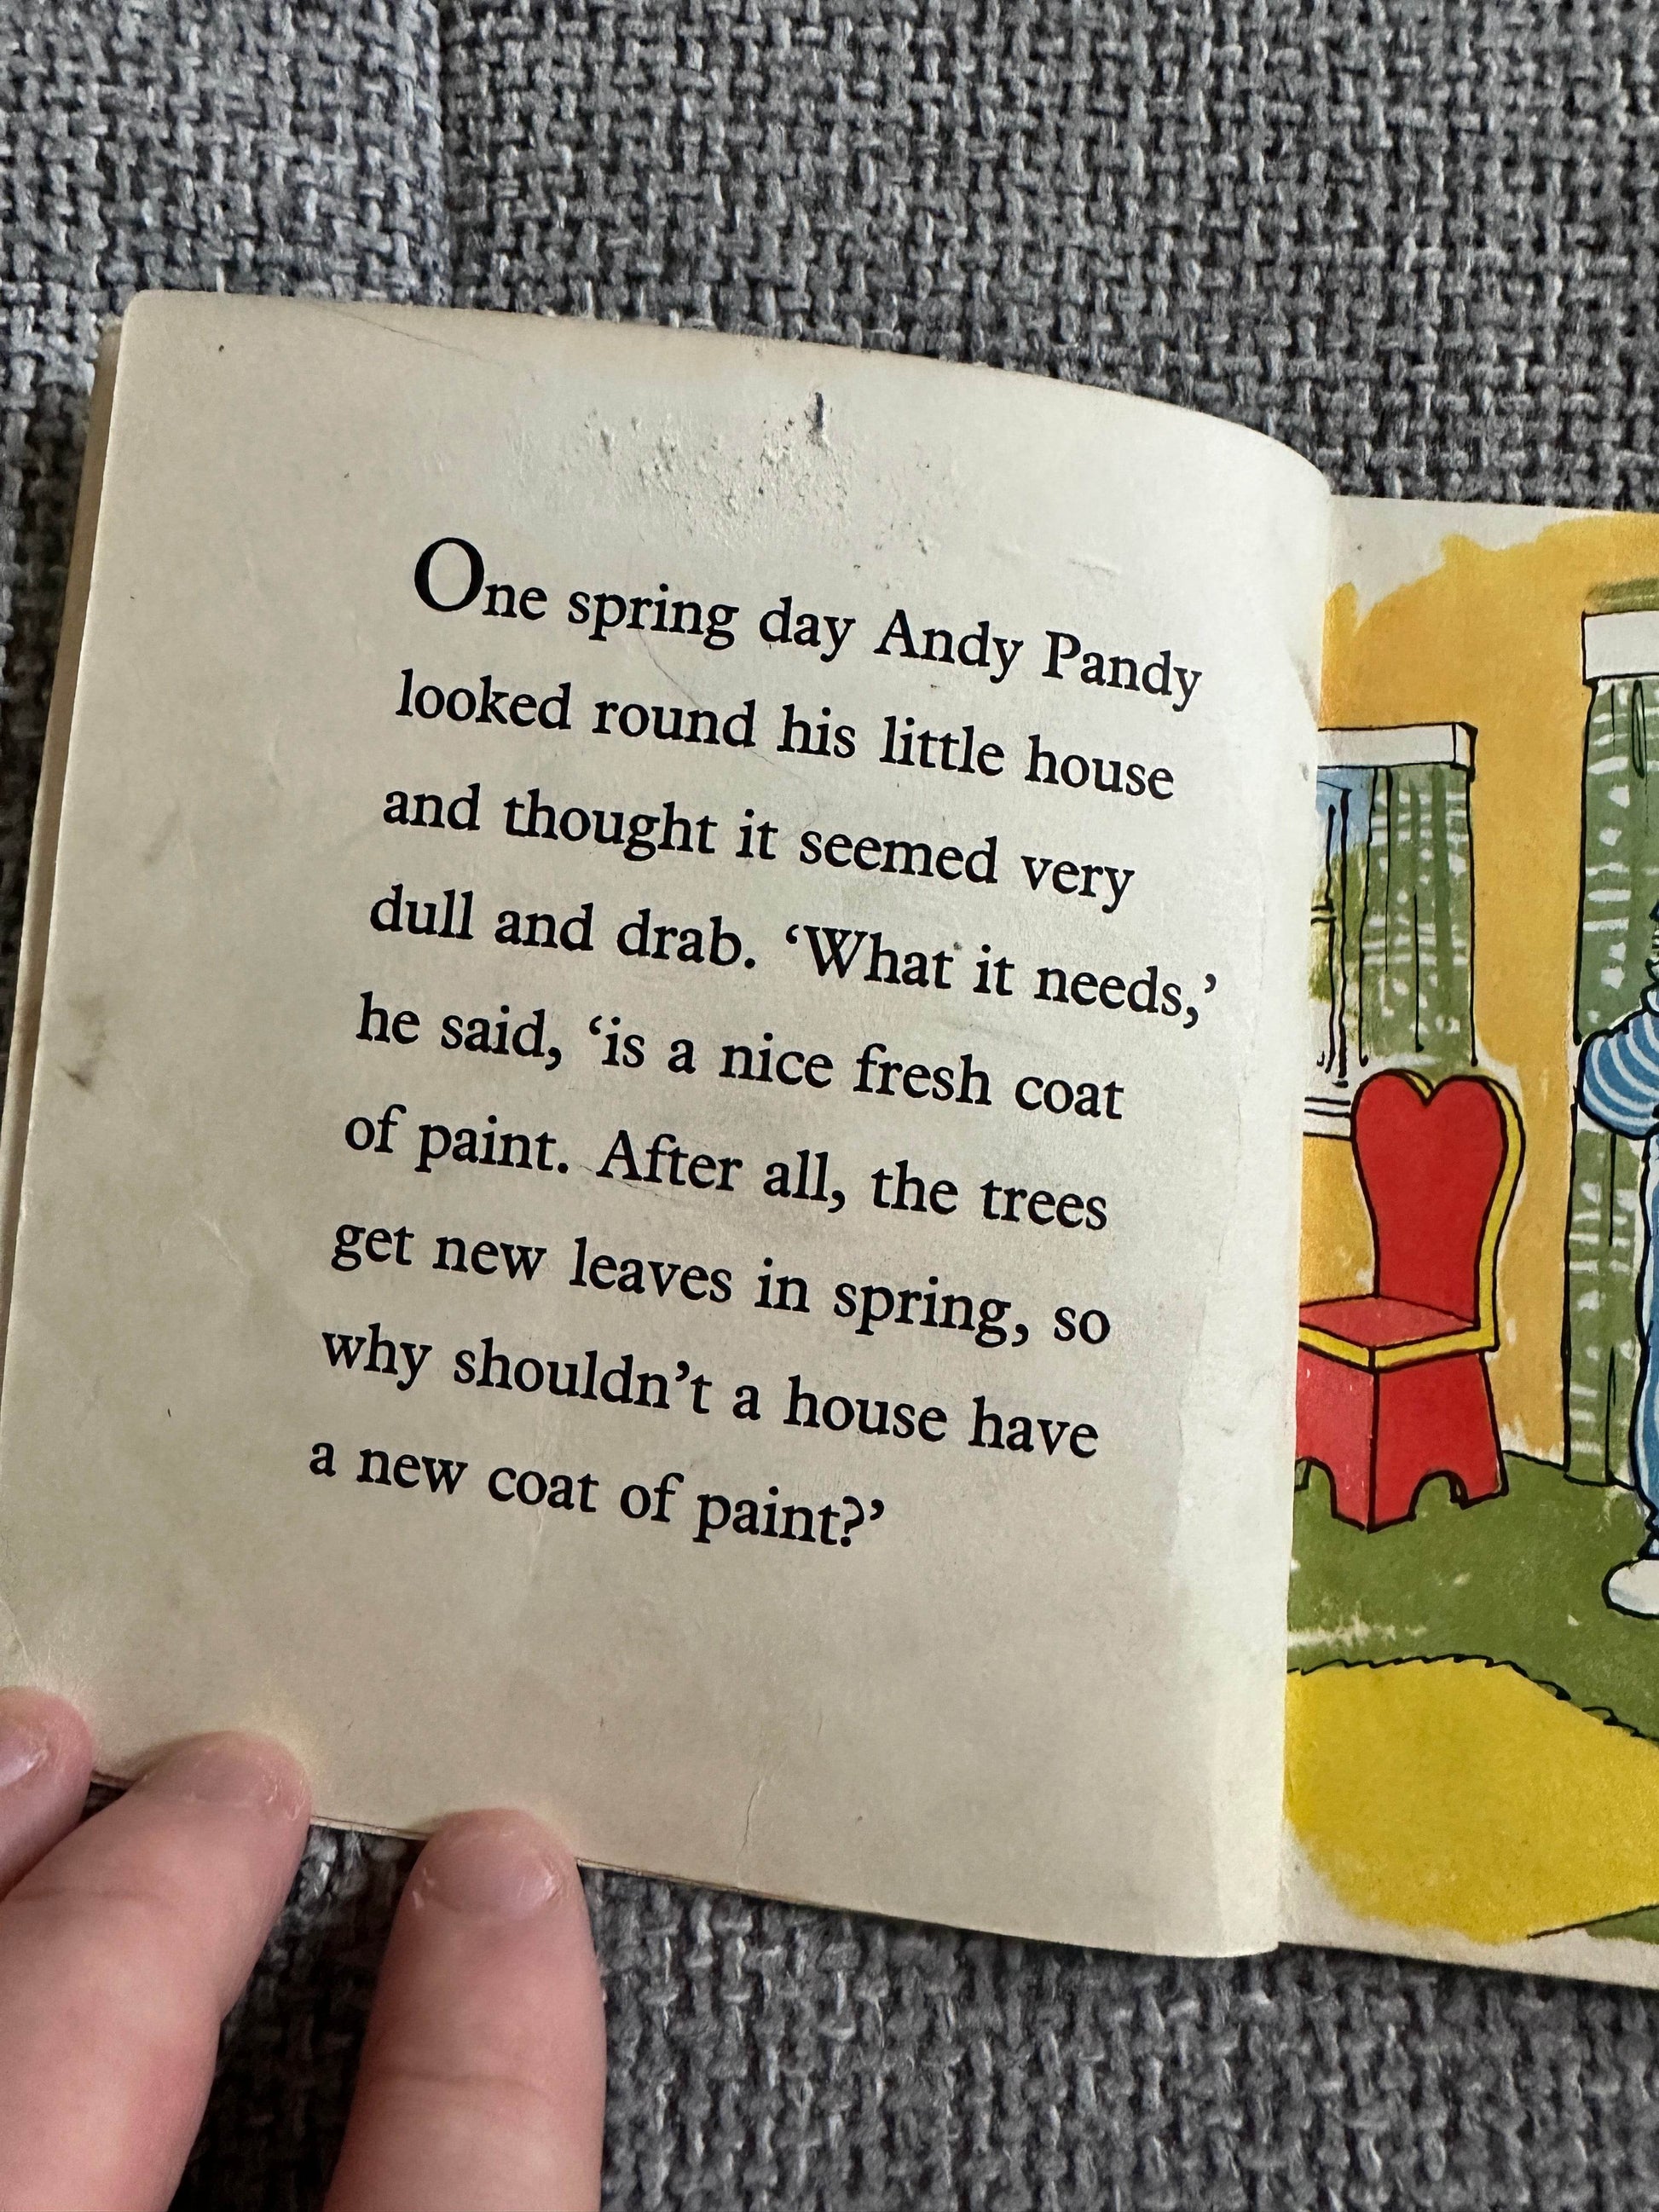 One spring day Andy Pandy
looked round his little house
and thought it seemed very
dull and drab. ‘What it needs,’
he said, ‘is a nice fresh coat
of paint. After all, the trees
get new leaves in spring, so
why shouldn’t a house have
a new coat of paint?’